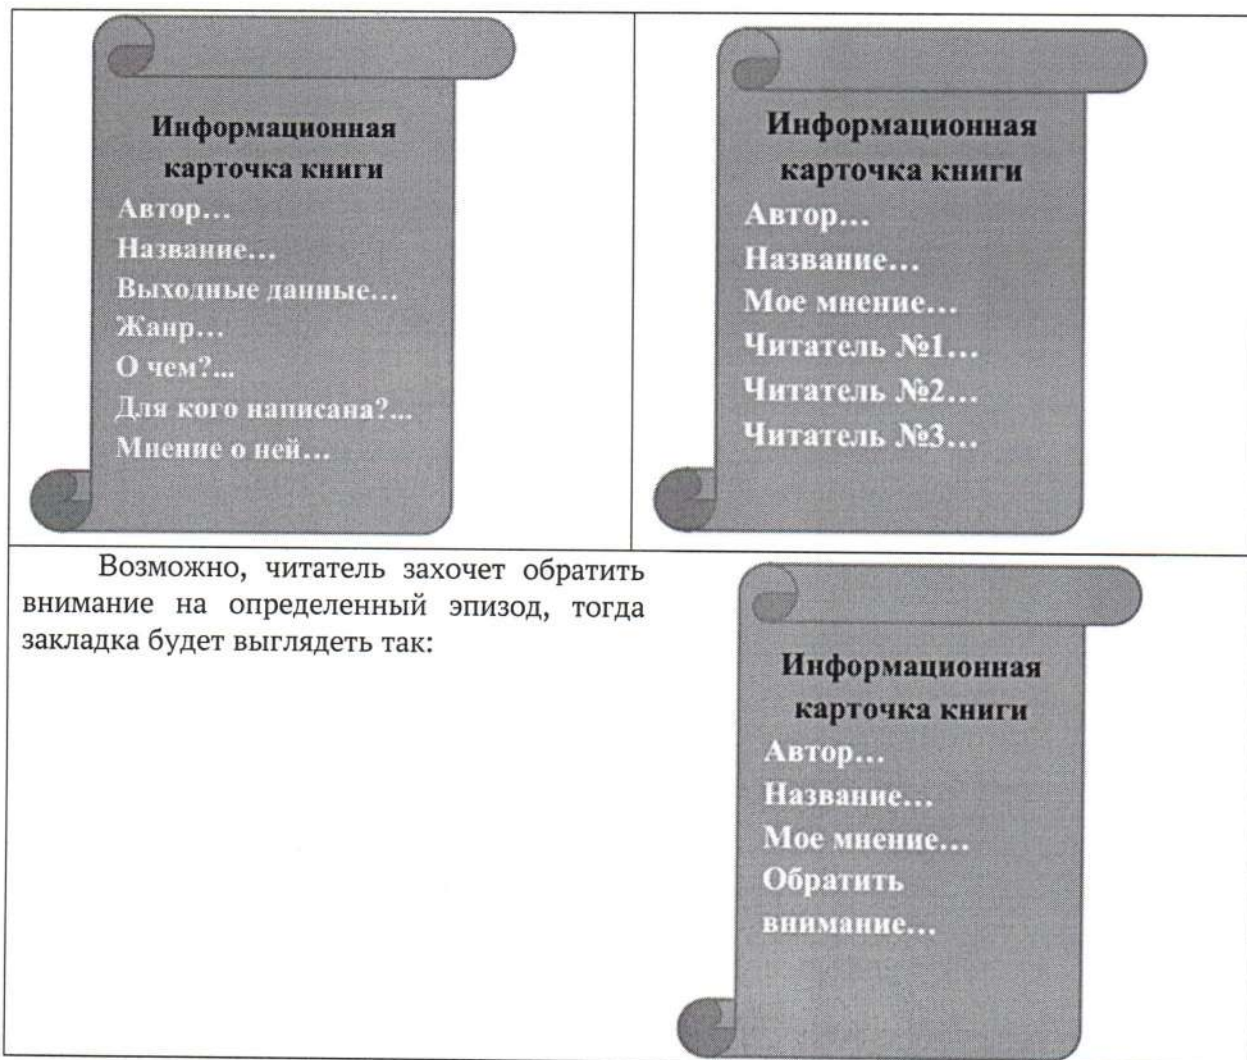 Информационная
карточка книги
Автор...
Название...
Выходные данные...
Жанр...
О чем?...
Для кого написана?...
Мнение о ней...
Информационная
карточка книги
Автор...
Название...
Мое мнение...
Читатель №1...
Читатель №2...
Читатель №3...
Возможно, читатель захочет обратить
внимание на определенный эпизод, тогда
закладка будет выглядеть так:
Информационная
карточка книги
Автор...
Название...
Мое мнение...
Обратить
внимание...